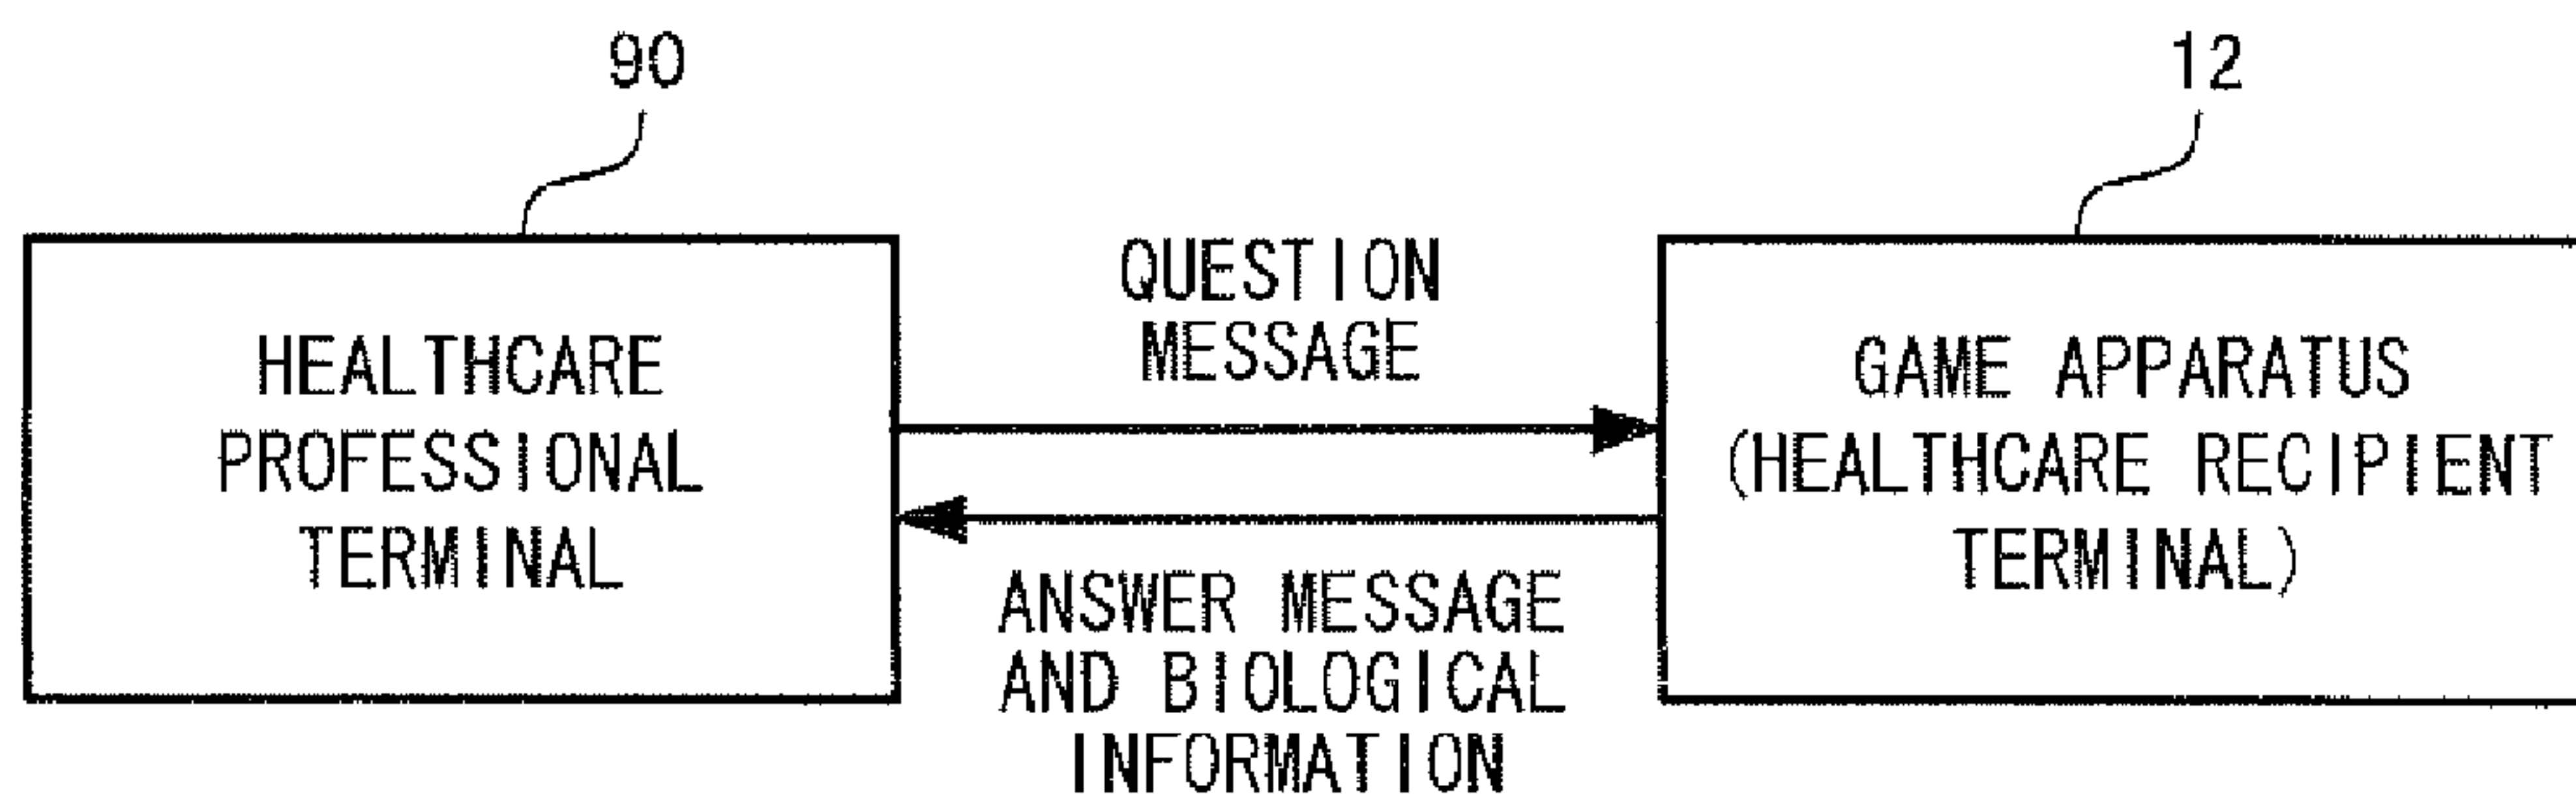 90
12
HEALTHCARE
PROFESSIONAL
TERMINAL
QUESTION
MESSAGE
ANSWER MESSAGE
AND BIOLOGICAL
INFORMATION
GAME APPARATUS
(HEALTHCARE RECIPIENT
TERMINAL)